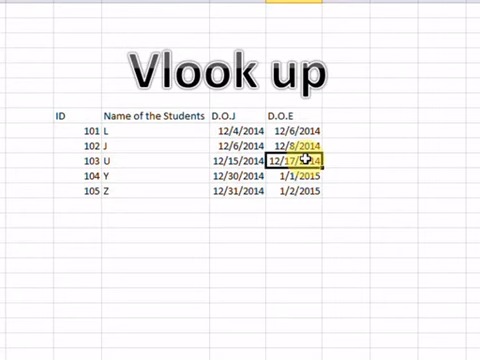 Vlook up
ID Name of the Students D.O.J D.O.E
101 L 12/4/2014 12/6/2014
102 J 12/6/2014 12/8/2014
103 U 12/15/2014
104 Y 12/30/2014 1/1/2015
105 Z 12/31/2014 1/2/2015